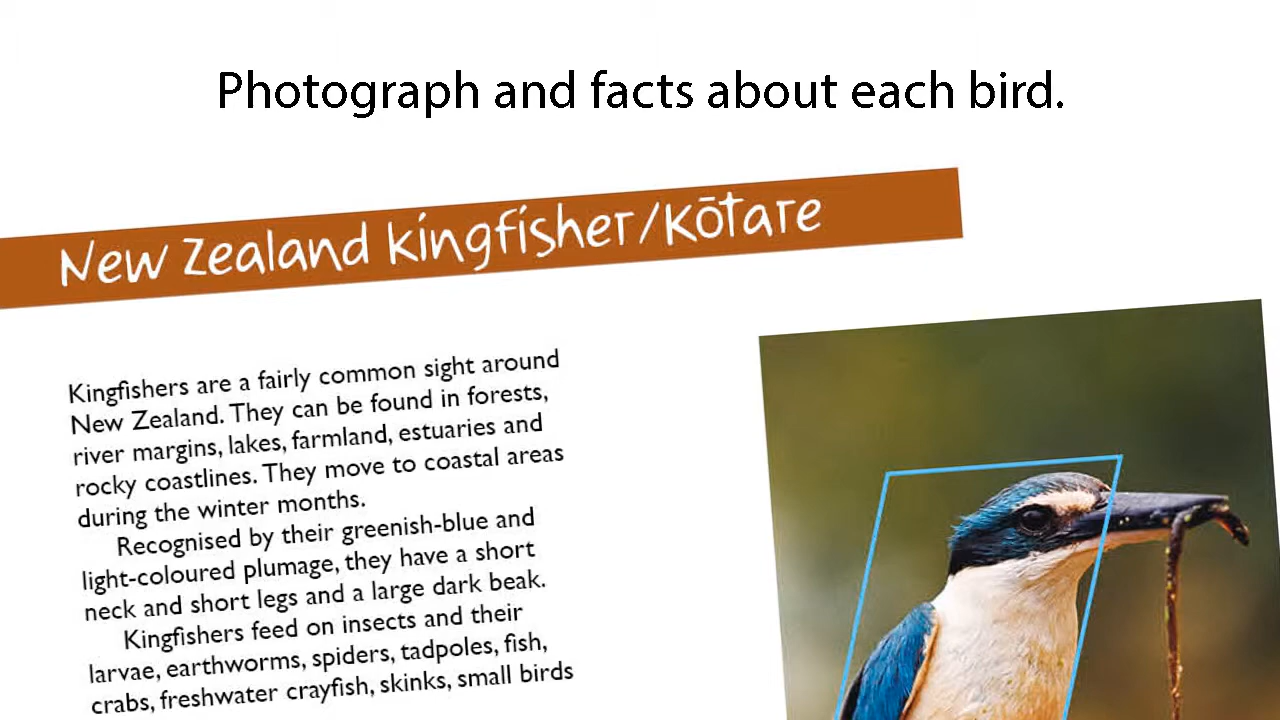 Photograph and facts about each bird.
New Zealand kingfisher/Kōtare
Kingfishers are a fairly common sight around
New Zealand. They can be found in forests,
river margins, lakes, farmland, estuaries and
rocky coastlines. They move to coastal areas
during the winter months.
Recognised by their greenish-blue and
light-coloured plumage, they have a short
neck and short legs and a large dark beak.
Kingfishers feed on insects and their
larvae, earthworms, spiders, tadpoles, fish,
crabs, freshwater crayfish, skinks, small birds